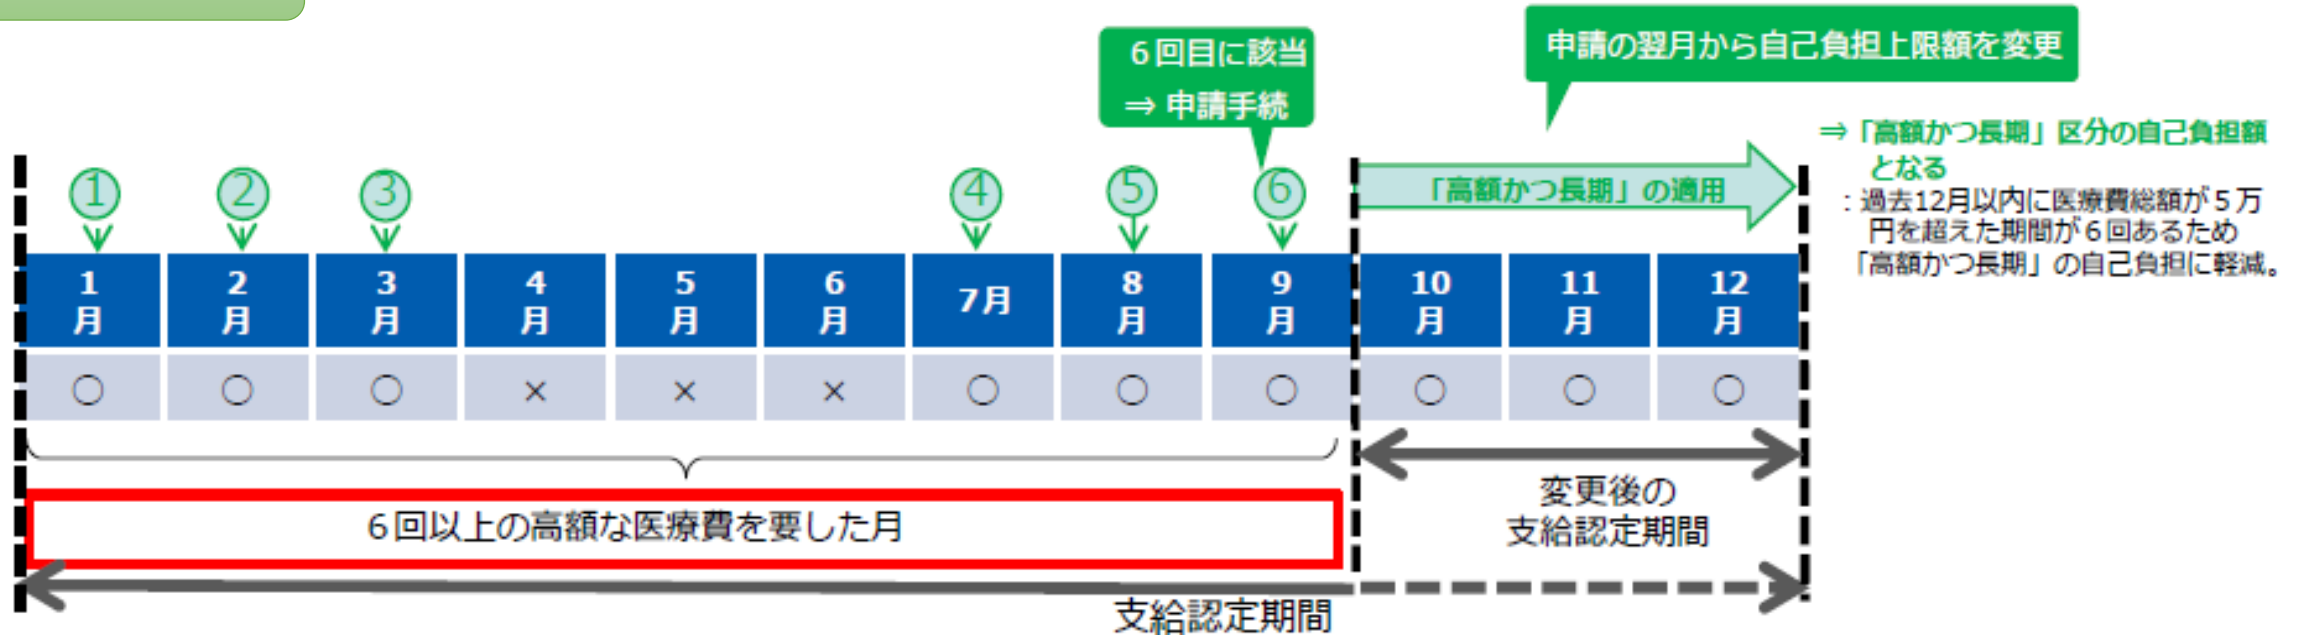 6回目に該当
⇒ 申請手続
申請の翌月から自己負担上限額を変更
⇒「高額かつ長期」区分の自己負担額
となる
：過去12月以内に医療費総額が５万
円を超えた期間が６回あるため
「高額かつ長期」の自己負担に軽減。
① ② ③ ④ ⑤ ⑥
「高額かつ長期」の適用
1月 2月 3月 4月 5月 6月 7月 8月 9月 10月 11月 12月
○ ○ ○ × × × ○ ○ ○ ○ ○ ○
6回以上の高額な医療費を要した月
変更後の
支給認定期間
支給認定期間